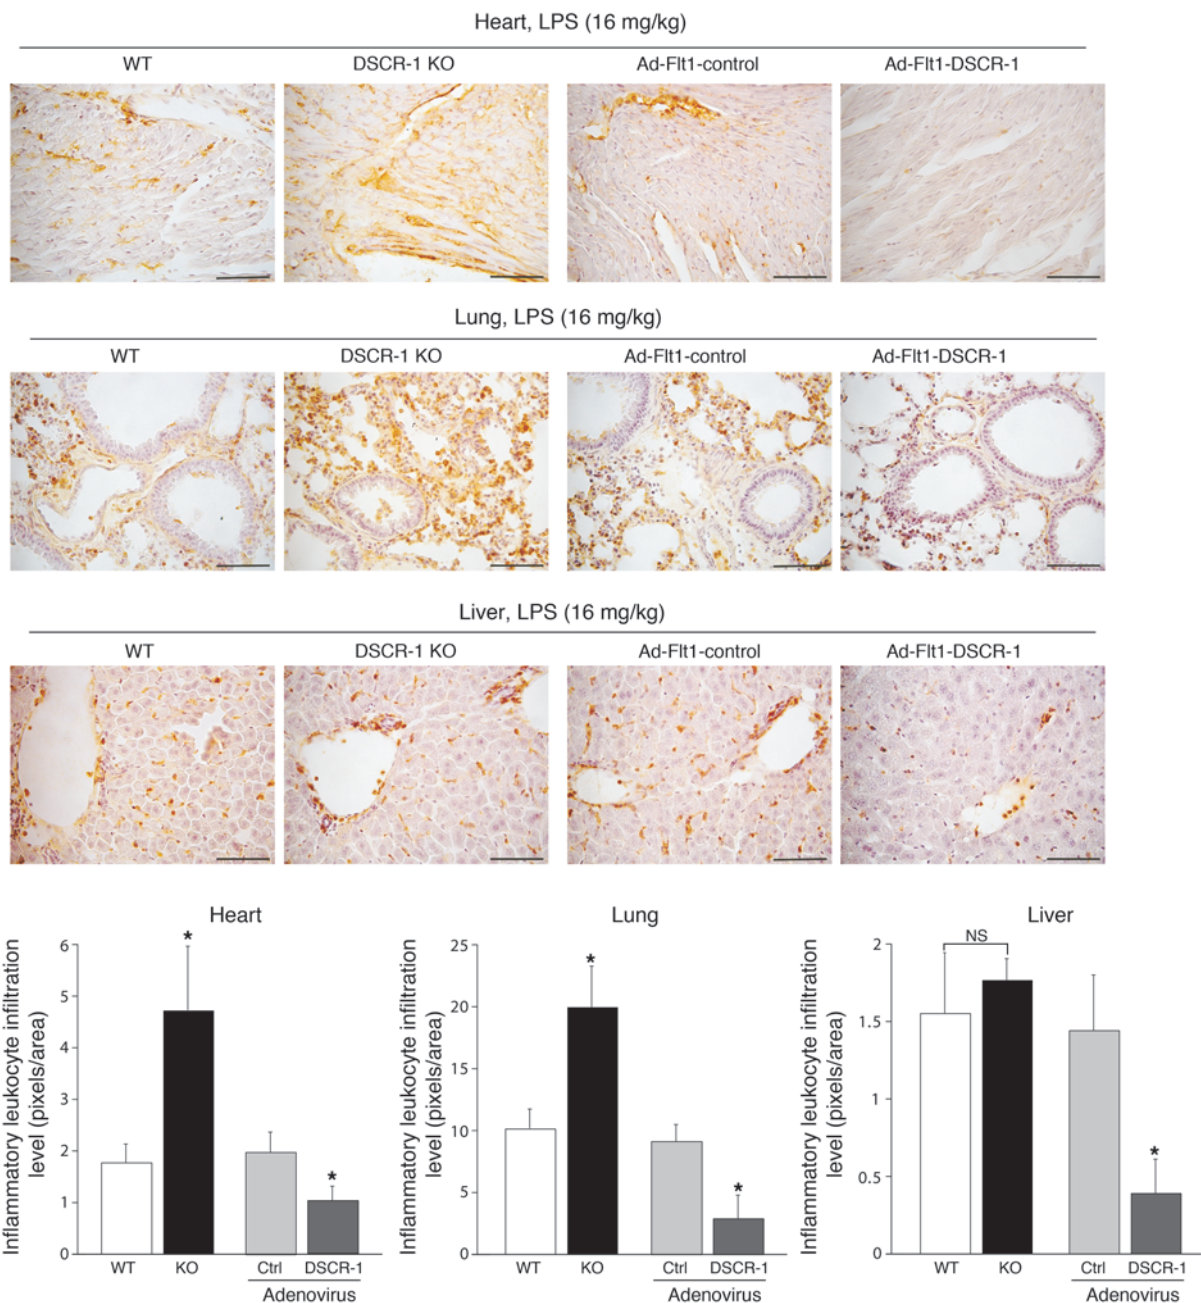 Heart, LPS (16 mg/kg)
WT DSCR-1 KO Ad-Flt1-control Ad-Flt1-DSCR-1
Lung, LPS (16 mg/kg)
WT DSCR-1 KO Ad-Flt1-control Ad-Flt1-DSCR-1
Liver, LPS (16 mg/kg)
WT DSCR-1 KO Ad-Flt1-control Ad-Flt1-DSCR-1
Heart
Inflammatory leukocyte infiltration
level (pixels/area)
6
5
4
3
2
1
0
*
*
WT KO Ctrl DSCR-1
Adenovirus
Lung
Inflammatory leukocyte infiltration
level (pixels/area)
25
20
15
10
5
0
*
*
WT KO Ctrl DSCR-1
Adenovirus
Liver
Inflammatory leukocyte infiltration
level (pixels/area)
2
1.5
1
0.5
0
NS
*
WT KO Ctrl DSCR-1
Adenovirus